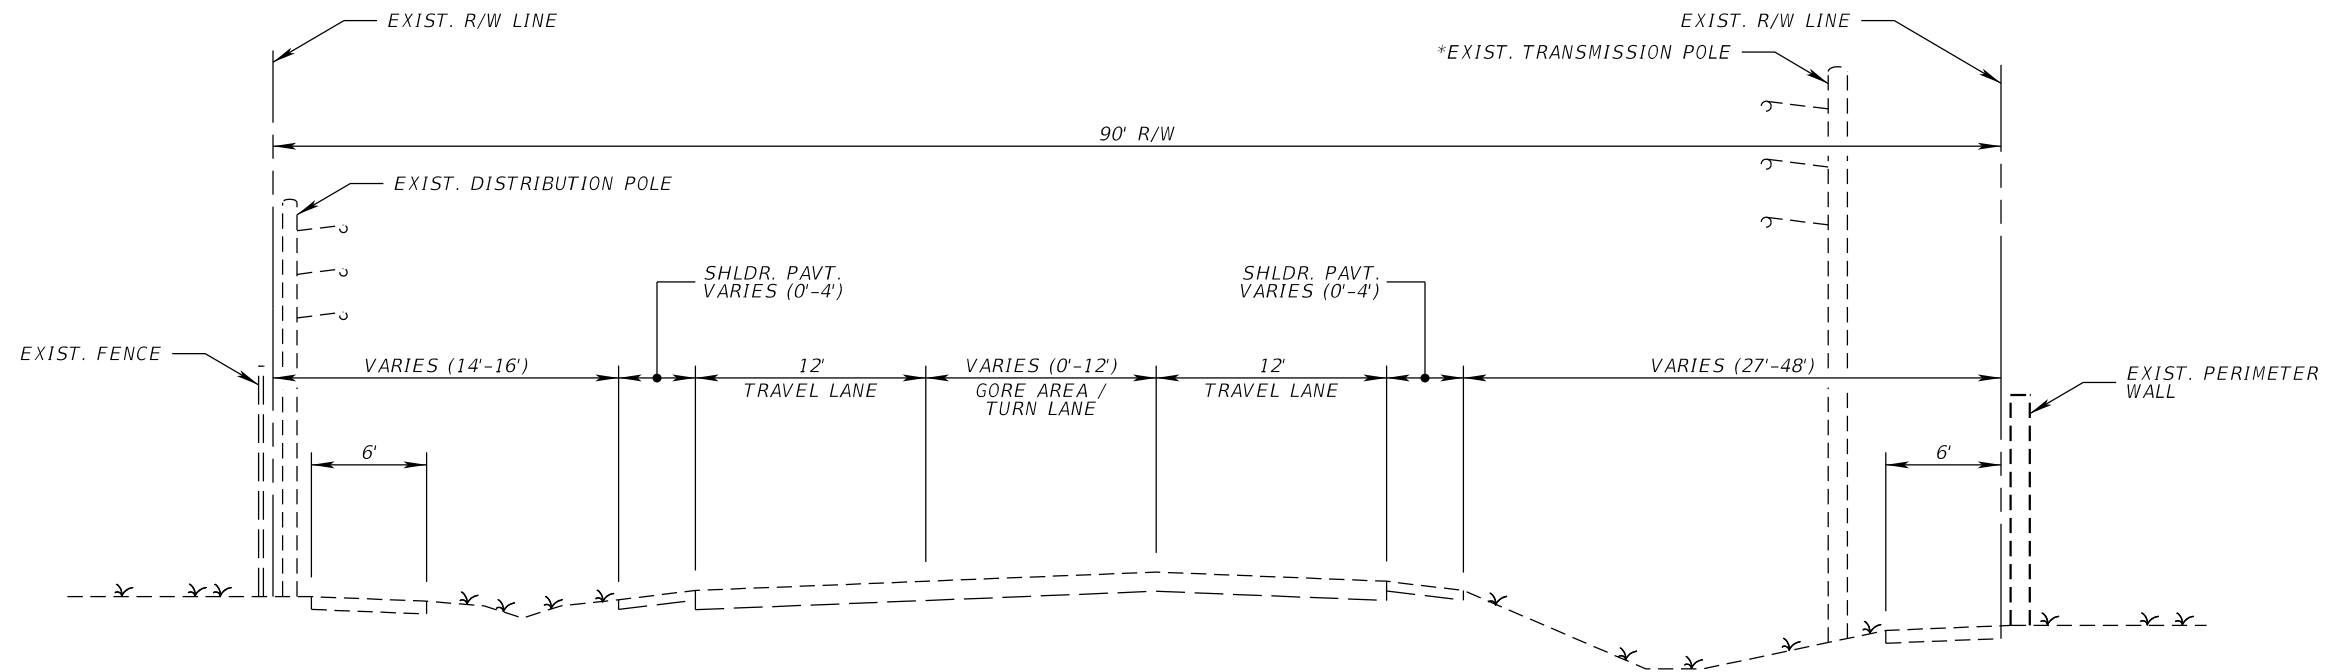 EXIST. R/W LINE
EXIST. R/W LINE
*EXIST. TRANSMISSION POLE
90' R/W
EXIST. DISTRIBUTION POLE
SHLDR. PAVT.
VARIES (0'-4')
SHLDR. PAVT.
VARIES (0'-4')
EXIST. FENCE
VARIES (14'-16')
12'
TRAVEL LANE
VARIES (0'-12')
GORE AREA /
TURN LANE
12'
TRAVEL LANE
VARIES (27'-48')
EXIST. PERIMETER
WALL
6'
6'